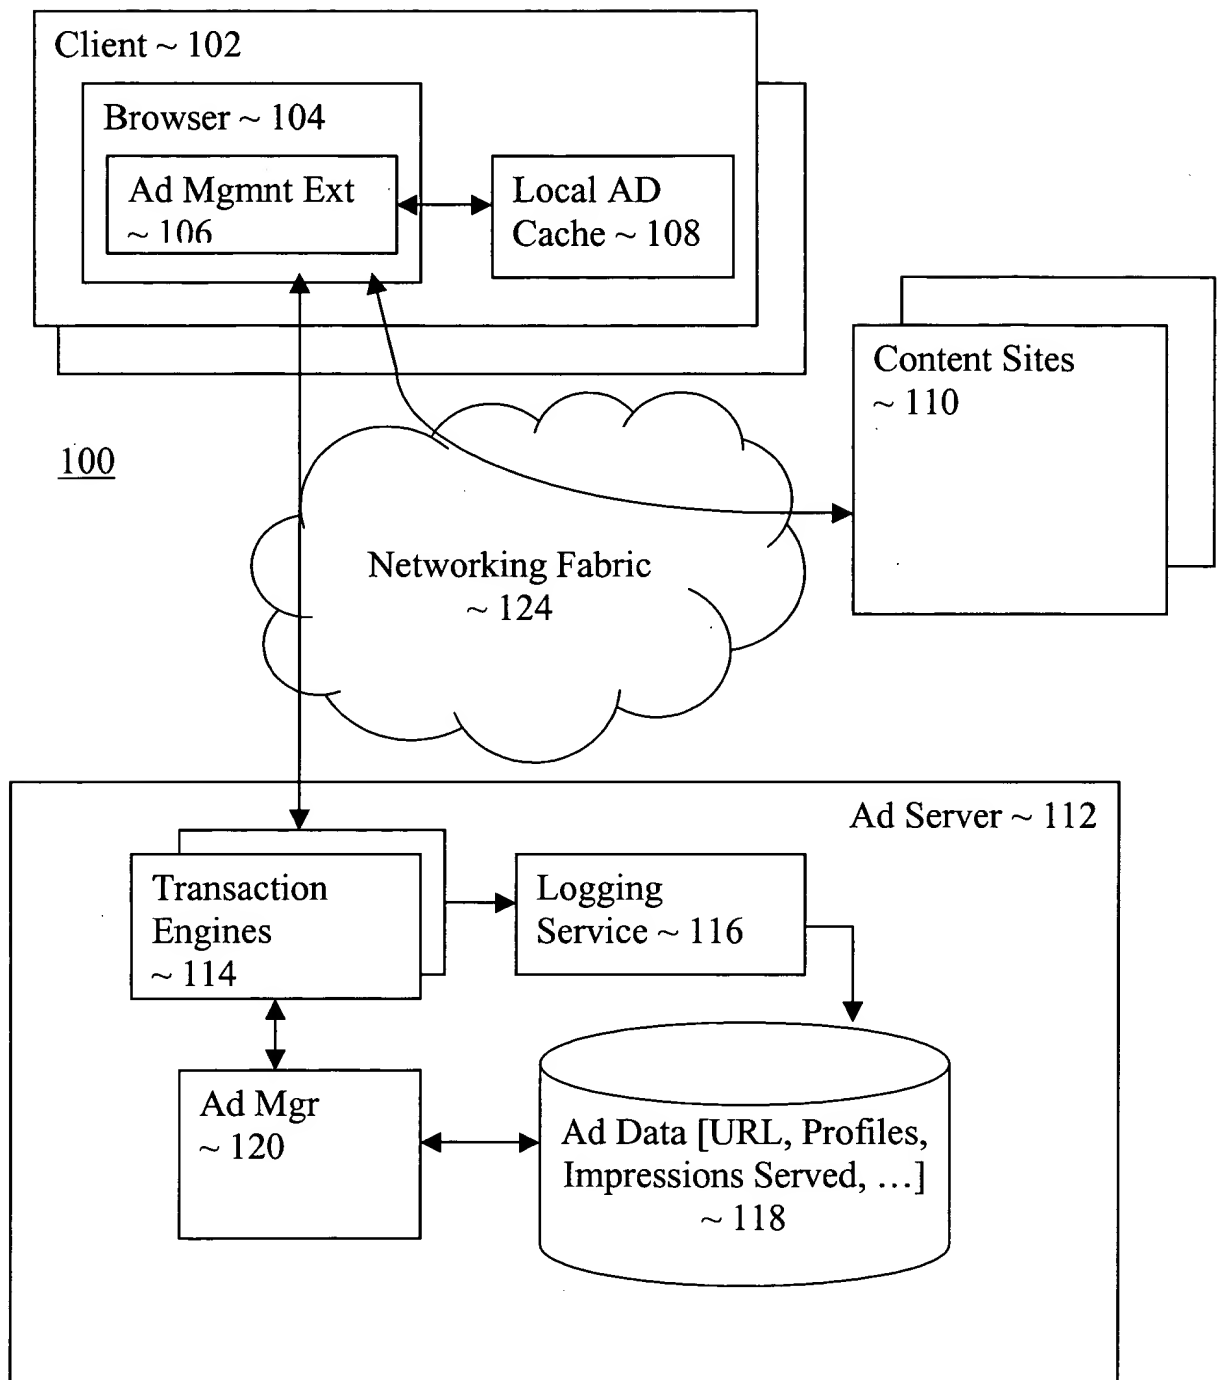 Client ~ 102
Browser ~ 104
Ad Mgmnt Ext
~ 106
Local AD
Cache ~ 108
Content Sites
~ 110
100
Networking Fabric
~ 124
Ad Server ~ 112
Transaction
Engines
~ 114
Logging
Service ~ 116
Ad Mgr
~ 120
Ad Data [URL, Profiles,
Impressions Served, …]
~ 118